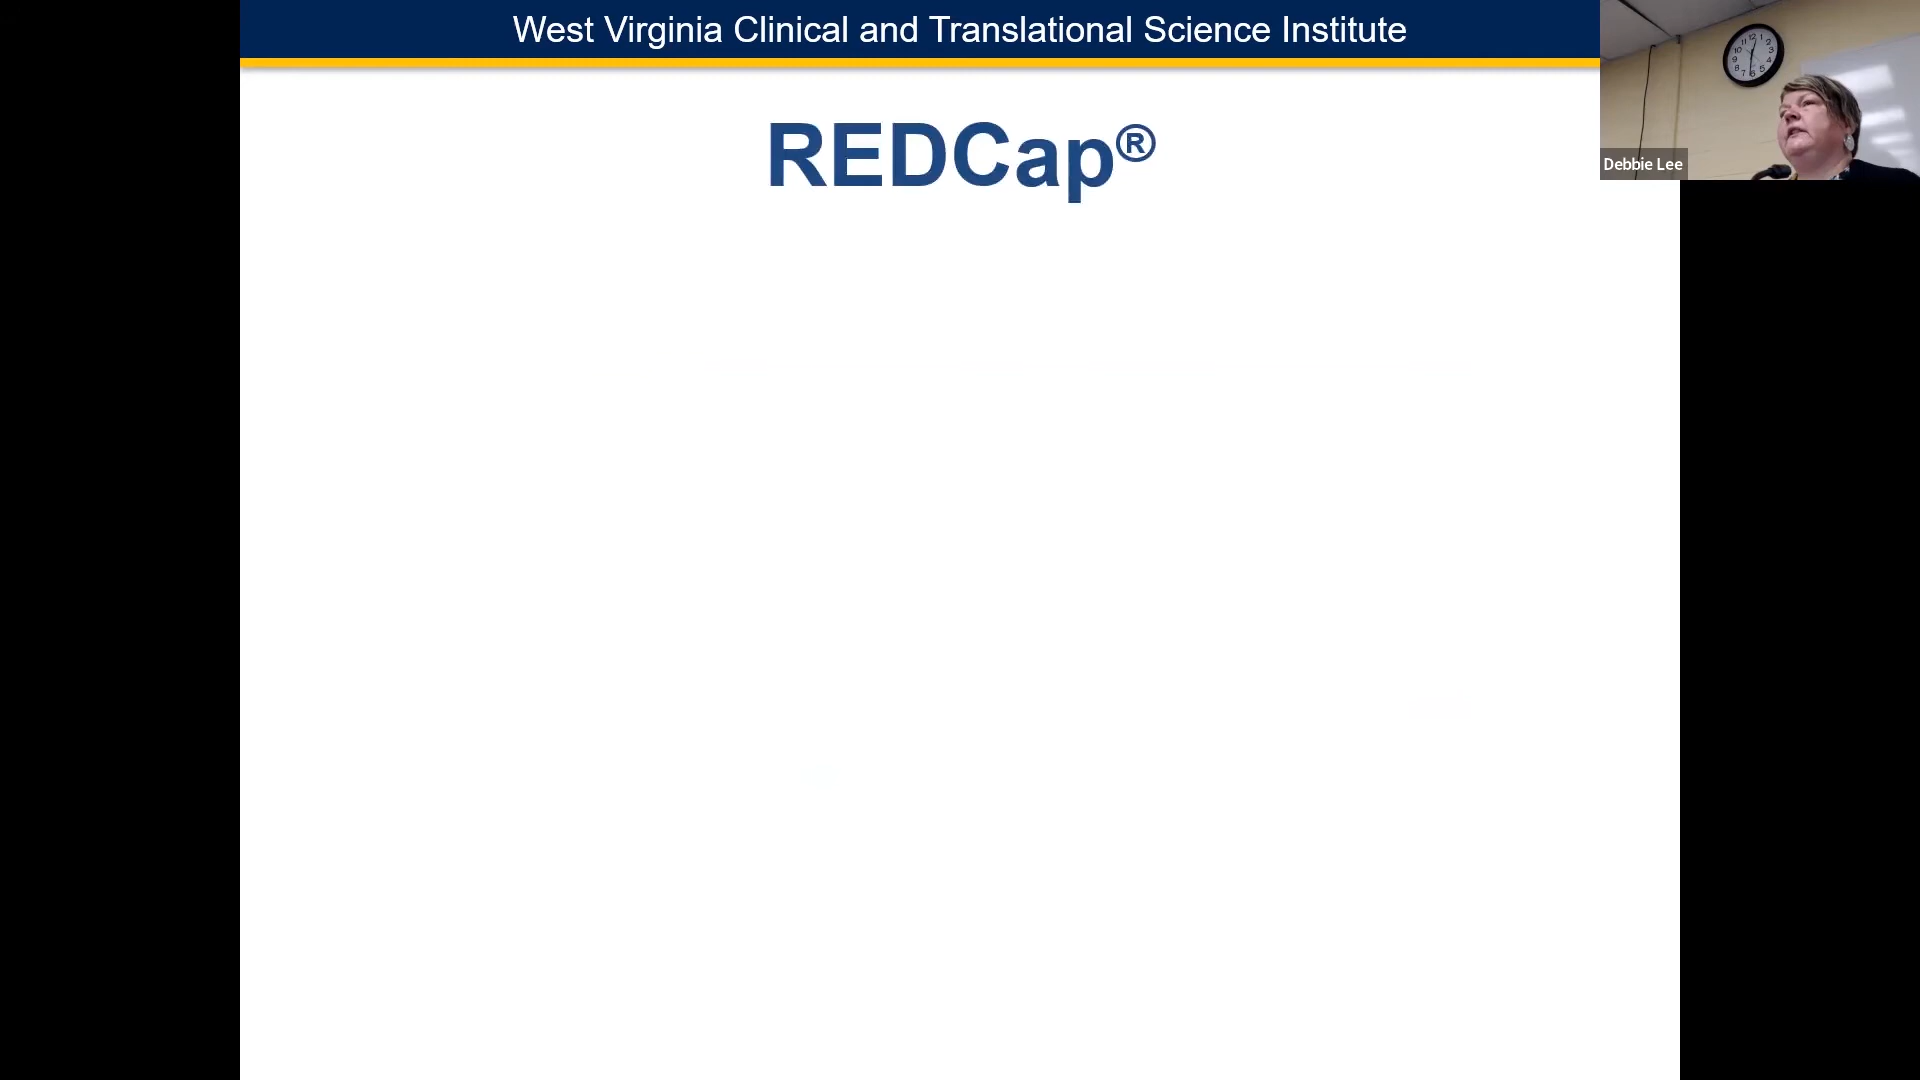 West Virginia Clinical and Translational Science Institute
REDCap®
Debbie Lee